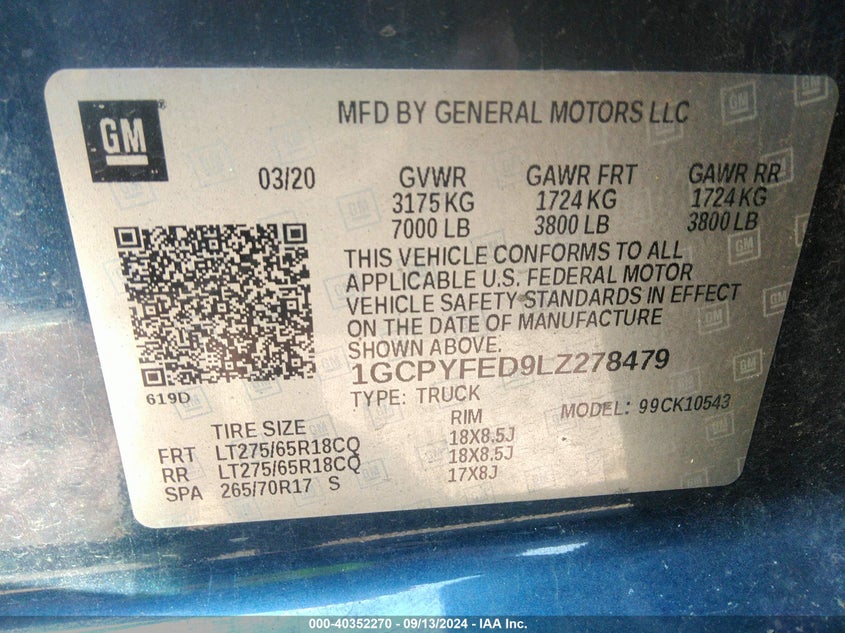 GM
MFD BY GENERAL MOTORS LLC
03/20 GVWR GAWR FRT GAWR RR
3175 KG 1724 KG 1724 KG
7000 LB 3800 LB 3800 LB
THIS VEHICLE CONFORMS TO ALL
APPLICABLE U.S. FEDERAL MOTOR
VEHICLE SAFETY STANDARDS IN EFFECT
ON THE DATE OF MANUFACTURE
SHOWN ABOVE.
1GCPYFED9LZ278479
619D
TYPE: TRUCK MODEL: 99CK10543
TIRE SIZE RIM
FRT LT275/65R18CQ 18X8.5J
RR LT275/65R18CQ 18X8.5J
SPA 265/70R17 S 17X8J
000-40352270 - 09/13/2024 - IAA Inc.